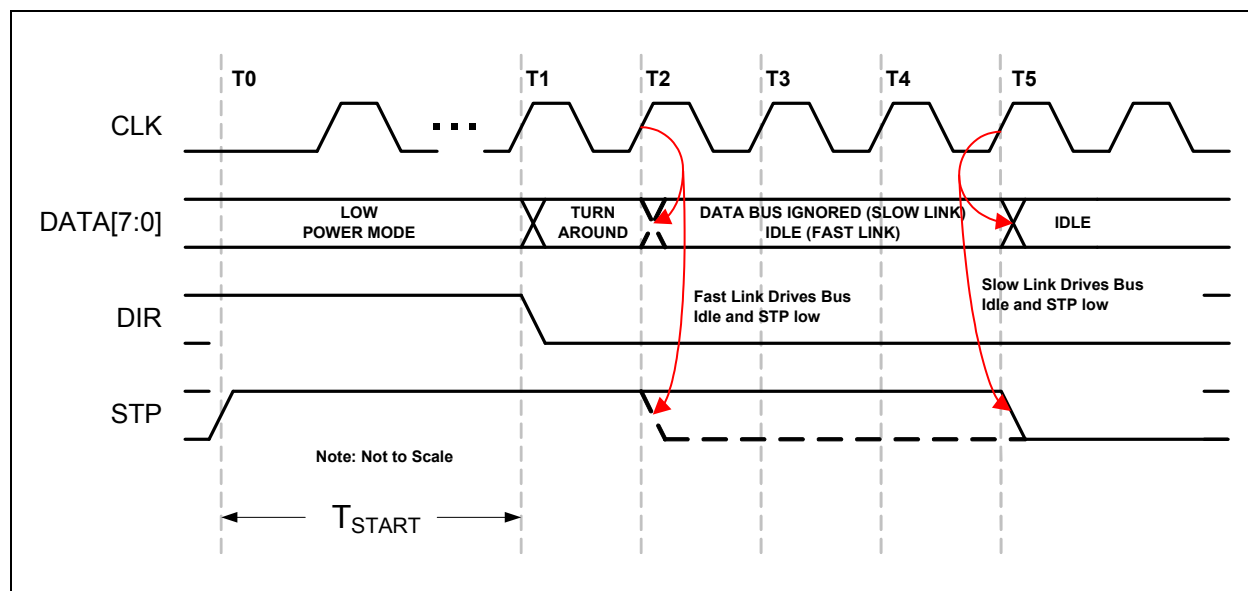 T0
T1
T2
T3
T4
T5
CLK
DATA[7:0]
LOW
POWER MODE
TURN
AROUND
DATA BUS IGNORED (SLOW LINK)
IDLE (FAST LINK)
IDLE
DIR
Fast Link Drives Bus
Idle and STP low
Slow Link Drives Bus
Idle and STP low
STP
Note: Not to Scale
TSTART